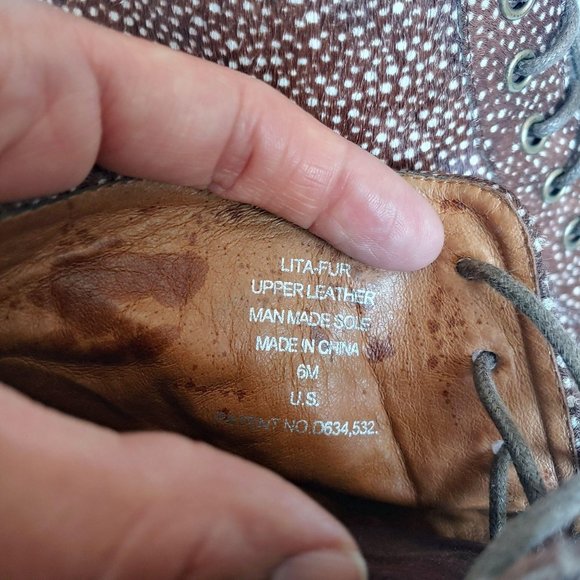 LITA-FUR
UPPER LEATHER
MAN MADE SOLE
MADE IN CHINA
6M
U.S.
PATENT NO.D634,532.